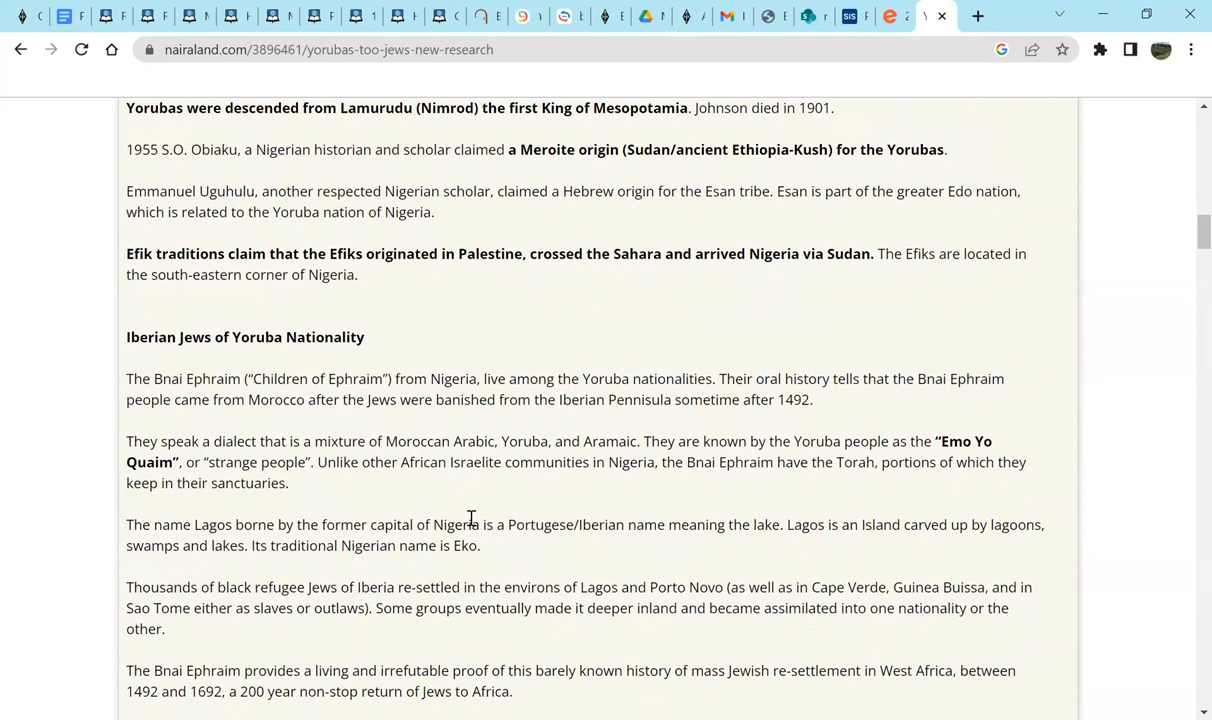 nairaland.com/3896461/yorubas-too-jews-new-research
Yorubas were descended from Lamurudu (Nimrod) the first King of Mesopotamia. Johnson died in 1901.
1955 S.O. Obiaku, a Nigerian historian and scholar claimed a Meroite origin (Sudan/ancient Ethiopia-Kush) for the Yorubas.
Emmanuel Uguhulu, another respected Nigerian scholar, claimed a Hebrew origin for the Esan tribe. Esan is part of the greater Edo nation,
which is related to the Yoruba nation of Nigeria.
Efik traditions claim that the Efiks originated in Palestine, crossed the Sahara and arrived Nigeria via Sudan. The Efiks are located in
the south-eastern corner of Nigeria.
Iberian Jews of Yoruba Nationality
The Bnai Ephraim (“Children of Ephraim”) from Nigeria, live among the Yoruba nationalities. Their oral history tells that the Bnai Ephraim
people came from Morocco after the Jews were banished from the Iberian Pennisula sometime after 1492.
They speak a dialect that is a mixture of Moroccan Arabic, Yoruba, and Aramaic. They are known by the Yoruba people as the “Emo Yo
Quaim”, or “strange people”. Unlike other African Israelite communities in Nigeria, the Bnai Ephraim have the Torah, portions of which they
keep in their sanctuaries.
The name Lagos borne by the former capital of Nigeria is a Portugese/Iberian name meaning the lake. Lagos is an Island carved up by lagoons,
swamps and lakes. Its traditional Nigerian name is Eko.
Thousands of black refugee Jews of Iberia re-settled in the environs of Lagos and Porto Novo (as well as in Cape Verde, Guinea Buissa, and in
Sao Tome either as slaves or outlaws). Some groups eventually made it deeper inland and became assimilated into one nationality or the
other.
The Bnai Ephraim provides a living and irrefutable proof of this barely known history of mass Jewish re-settlement in West Africa, between
1492 and 1692, a 200 year non-stop return of Jews to Africa.